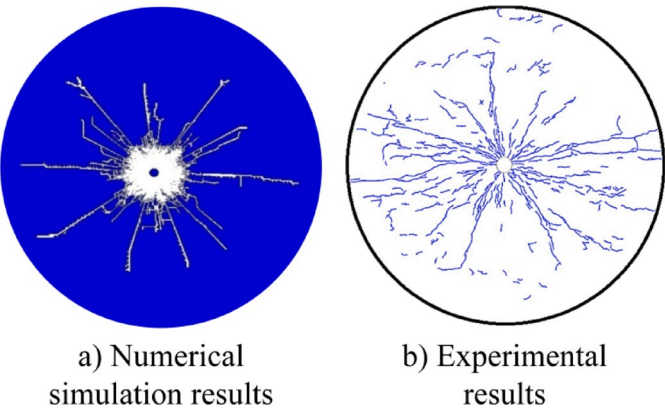 a) Numerical
simulation results
b) Experimental
results